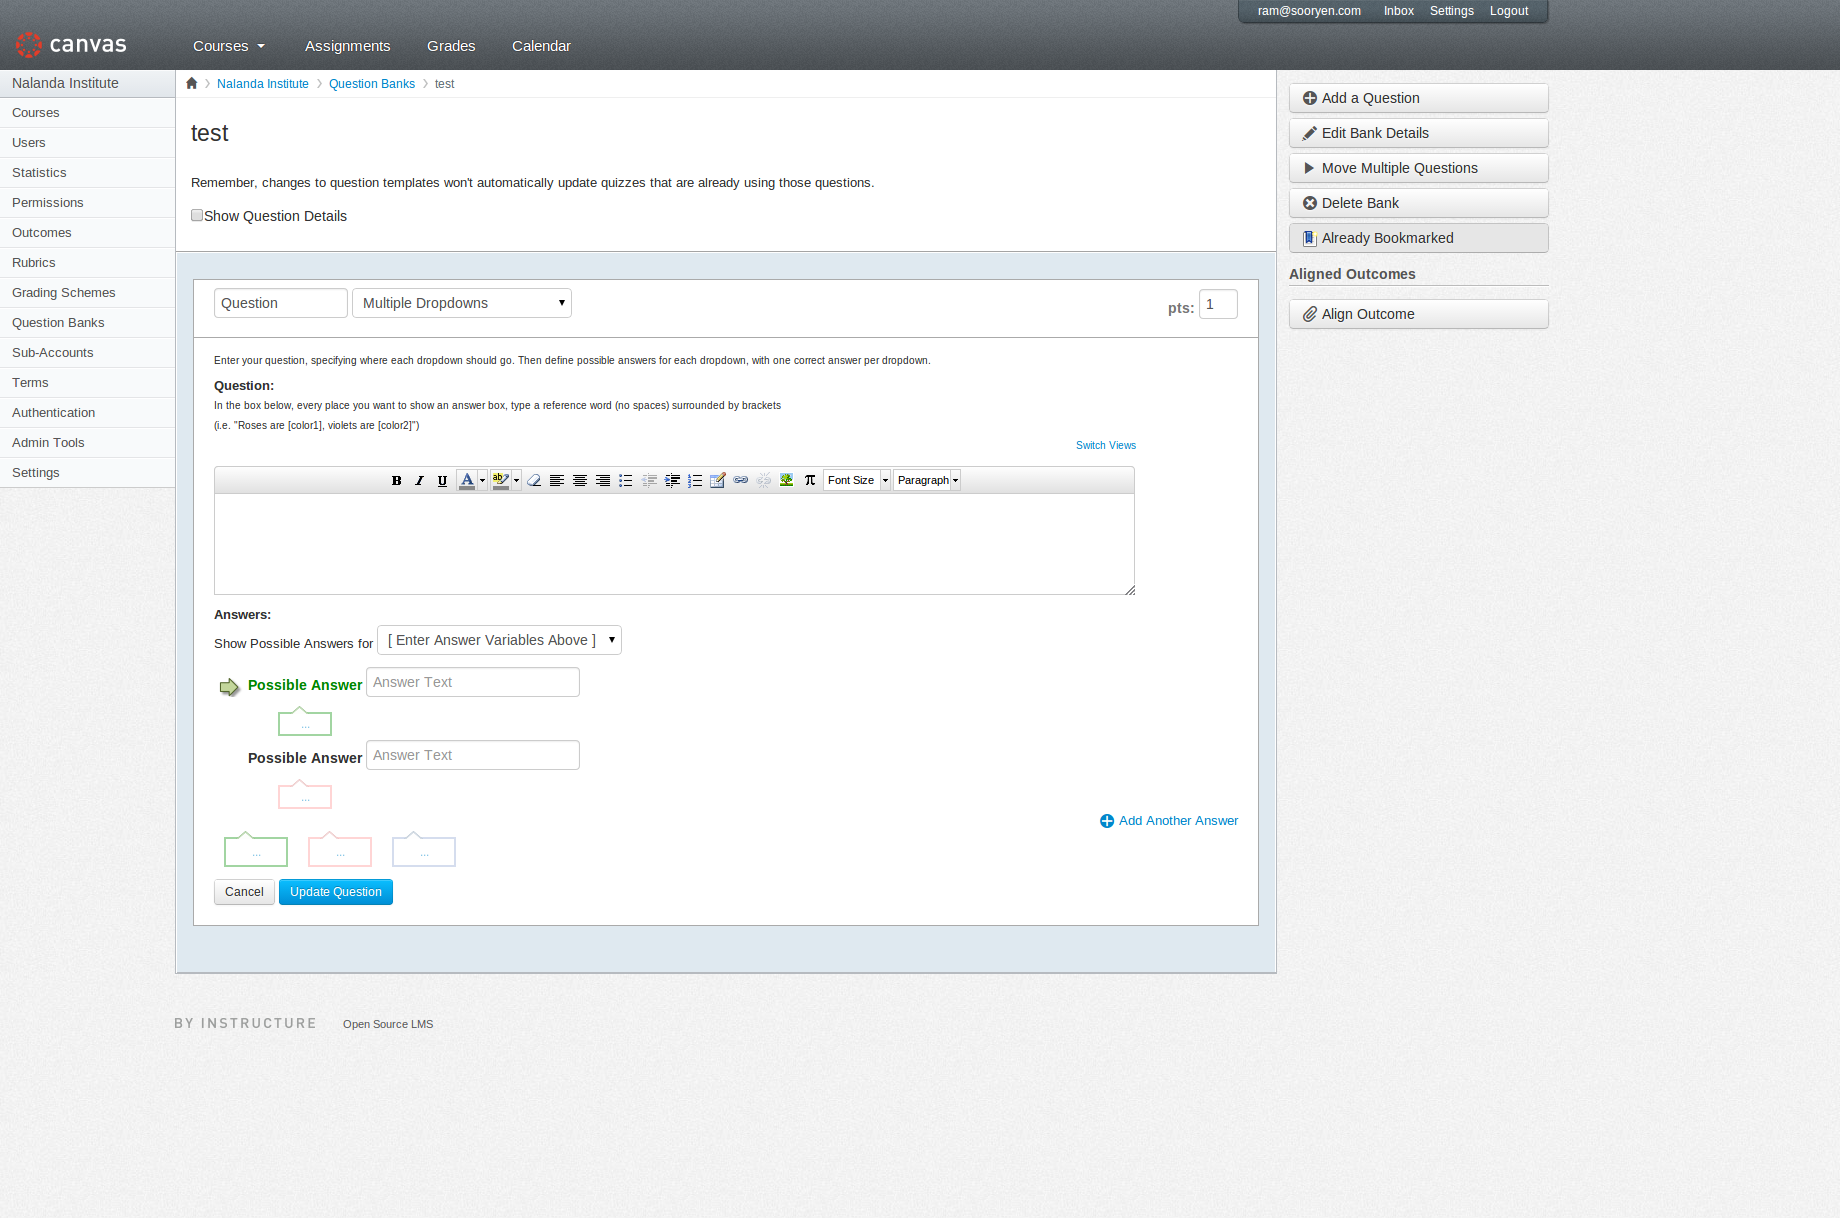 ram@sooryen.com Inbox Settings Logout
canvas Courses Assignments Grades Calendar
Nalanda Institute
Courses
Users
Statistics
Permissions
Outcomes
Rubrics
Grading Schemes
Question Banks
Sub-Accounts
Terms
Authentication
Admin Tools
Settings
Nalanda Institute Question Banks test
test
Remember, changes to question templates won't automatically update quizzes that are already using those questions.
Show Question Details
Question Multiple Dropdowns pts: 1
Enter your question, specifying where each dropdown should go. Then define possible answers for each dropdown, with one correct answer per dropdown.
Question:
In the box below, every place you want to show an answer box, type a reference word (no spaces) surrounded by brackets
(i.e. "Roses are [color1], violets are [color2]")
Switch Views
B I U A ab π Font Size Paragraph
Answers:
Show Possible Answers for [ Enter Answer Variables Above ]
Possible Answer Answer Text
...
Possible Answer Answer Text
...
Add Another Answer
... ... ...
Cancel Update Question
Add a Question
Edit Bank Details
Move Multiple Questions
Delete Bank
Already Bookmarked
Aligned Outcomes
Align Outcome
BY INSTRUCTURE Open Source LMS